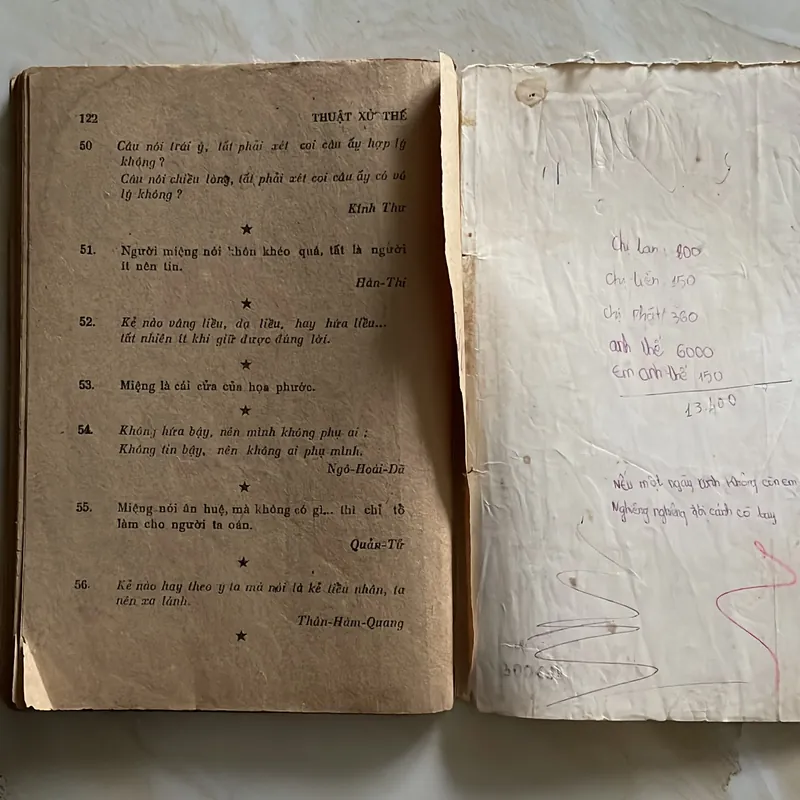 122 THUẬT XỬ THẾ
50 Câu nói trái ý, tất phải xét coi câu ấy hợp lý
không ?
Câu nói chiều lòng, tất phải xét coi câu ấy có vô
lý không ?
Kinh Thư
★
51. Người miệng nói khôn khéo quá, tất là người
ít nên tin.
Hàn-Thi
★
52. Kẻ nào vâng liều, dạ liều, hay hứa liều...
tất nhiên ít khi giữ được đúng lời.
★
53. Miệng là cái cửa của họa phước.
★
54. Không hứa bậy, nên mình không phụ ai :
Không tin bậy, nên không ai phụ mình.
Ngô-Hoài-Dã
★
55. Miệng nói ân huệ, mà không có gì... thì chỉ tổ
làm cho người ta oán.
Quản-Tử
★
56. Kẻ nào hay theo ý ta mà nói là kẻ tiểu nhân, ta
nên xa lánh.
Thân-Hàm-Quang
★
Chị Lan : 800
Chị liên 150
Chị Phát 360
anh thế 6000
Em anh thế 150
13.400
Nếu một ngày mình không còn em
Nghiêng nghiêng đôi cánh cò bay